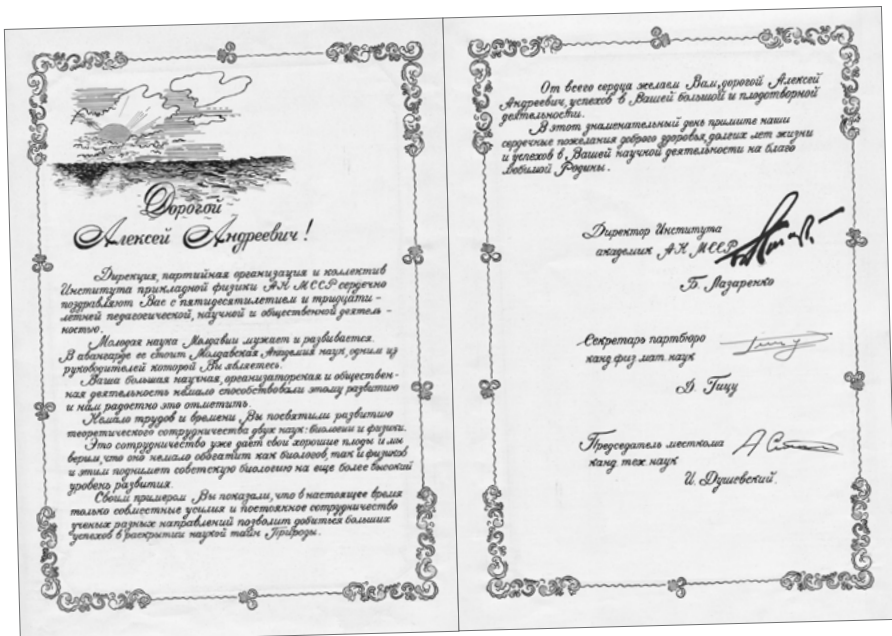 Дорогой
Алексей Андреевич!
Дирекция, партийная организация и коллектив
Института прикладной физики АН МССР сердечно
поздравляют Вас с пятидесятилетием и тридцати-
летней педагогической, научной и общественной деятель-
ностью.
Молодая наука Молдавии мужает и развивается.
В авангарде ее стоит Молдавская Академия наук, одним из
руководителей которой Вы являетесь.
Ваша большая научная, организаторская и обществен-
ная деятельность немало способствовали этому развитию
и нам радостно это отметить.
Немало трудов и времени Вы посвятили развитию
теоретического сотрудничества двух наук: биологии и физики.
Это сотрудничество уже дает свои хорошие плоды и мы
верим, что оно немало обогатит как биологов, так и физиков
и этим поднимет советскую биологию на еще более высокий
уровень развития.
Своим примером Вы показали, что в настоящее время
только совместные усилия и постоянное сотрудничество
ученых разных направлений позволит добиться больших
успехов в раскрытии наукой тайн Природы.
От всего сердца желаем Вам, дорогой Алексей
Андреевич, успехов в Вашей большой и плодотворной
деятельности.
В этот знаменательный день примите наши
сердечные пожелания доброго здоровья, долгих лет жизни
и успехов в Вашей научной деятельности на благо
любимой Родины.
Директор Института
академик АН МССР
Б. Лазаренко
Секретарь партбюро
канд физ мат наук
Д. Гицу
Председатель месткома
канд. тех наук
И. Душевский.